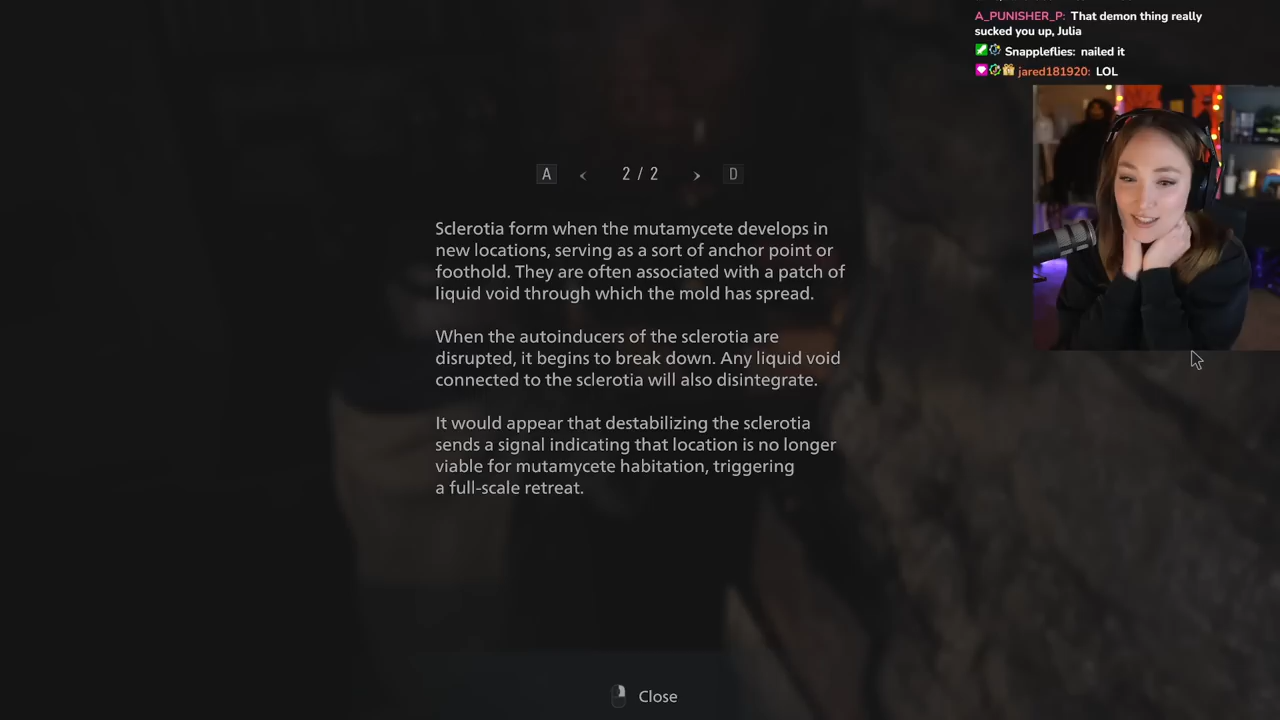 A_PUNISHER_P: That demon thing really
sucked you up, Julia
Snappleflies: nailed it
jared181920: LOL
A < 2 / 2 > D
Sclerotia form when the mutamycete develops in
new locations, serving as a sort of anchor point or
foothold. They are often associated with a patch of
liquid void through which the mold has spread.
When the autoinducers of the sclerotia are
disrupted, it begins to break down. Any liquid void
connected to the sclerotia will also disintegrate.
It would appear that destabilizing the sclerotia
sends a signal indicating that location is no longer
viable for mutamycete habitation, triggering
a full-scale retreat.
Close